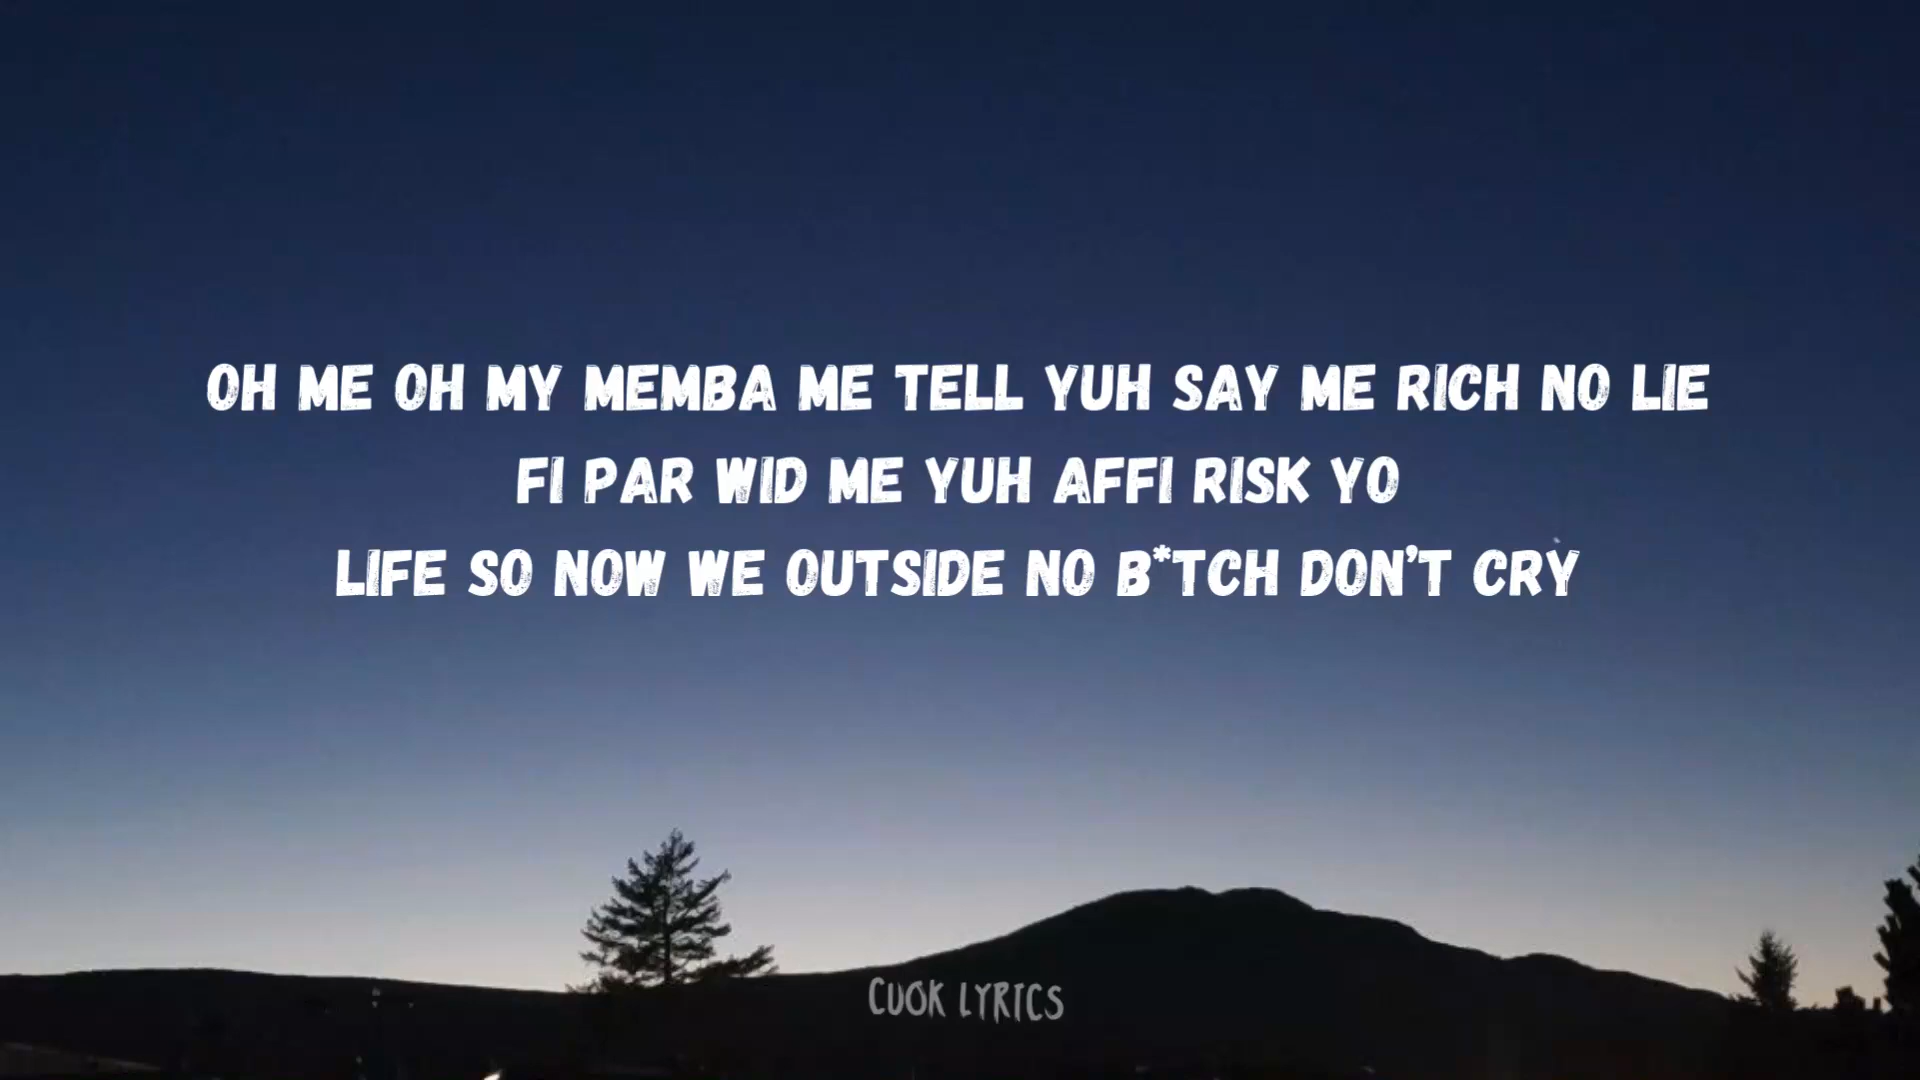 OH ME OH MY MEMBA ME TELL YUH SAY ME RICH NO LIE
FI PAR WID ME YUH AFFI RISK YO
LIFE SO NOW WE OUTSIDE NO B*TCH DON'T CRY
CUOK LYRICS